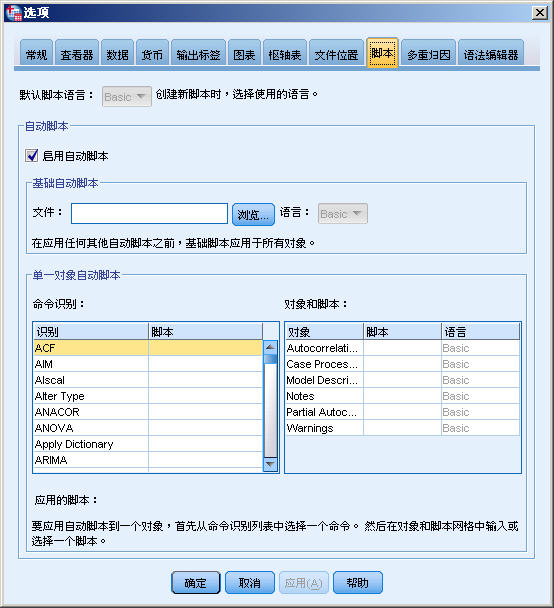 选项
常规 查看器 数据 货币 输出标签 图表 枢轴表 文件位置 脚本 多重归因 语法编辑器
默认脚本语言： Basic 创建新脚本时，选择使用的语言。
自动脚本
启用自动脚本
基础自动脚本
文件： 浏览... 语言： Basic
在应用任何其他自动脚本之前，基础脚本应用于所有对象。
单一对象自动脚本
命令识别：
识别 脚本
ACF
AIM
Alscal
Alter Type
ANACOR
ANOVA
Apply Dictionary
ARIMA
对象和脚本：
对象 脚本 语言
Autocorrelati... Basic
Case Proces... Basic
Model Descri... Basic
Notes Basic
Partial Autoc... Basic
Warnings Basic
应用的脚本：
要应用自动脚本到一个对象，首先从命令识别列表中选择一个命令。 然后在对象和脚本网格中输入或
选择一个脚本。
确定 取消 应用(A) 帮助